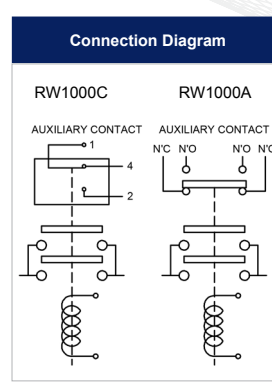 Connection Diagram
RW1000C
RW1000A
AUXILIARY CONTACT
AUXILIARY CONTACT
1
4
2
N'C N'O N'O N'C